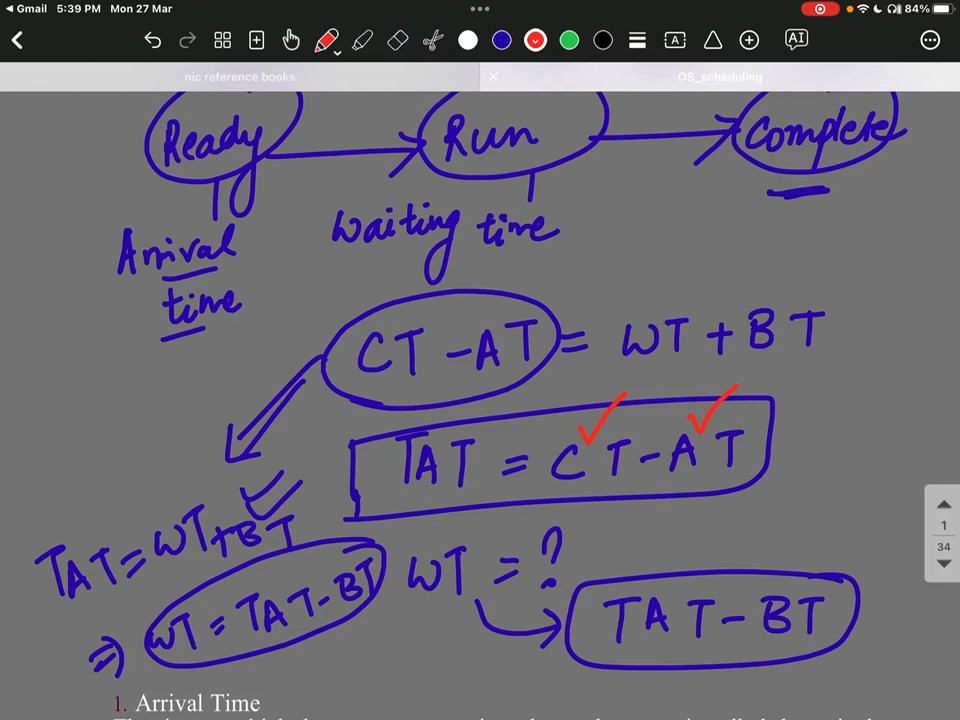 Gmail 5:39 PM Mon 27 Mar 84%
AI
nic reference books OS_scheduling
Ready Run Complete
Arrival time
Waiting time
CT - AT = WT + BT
TAT = CT - AT
TAT = WT + BT
WT = ?
⇒ WT = TAT - BT
TAT - BT
1
34
1. Arrival Time